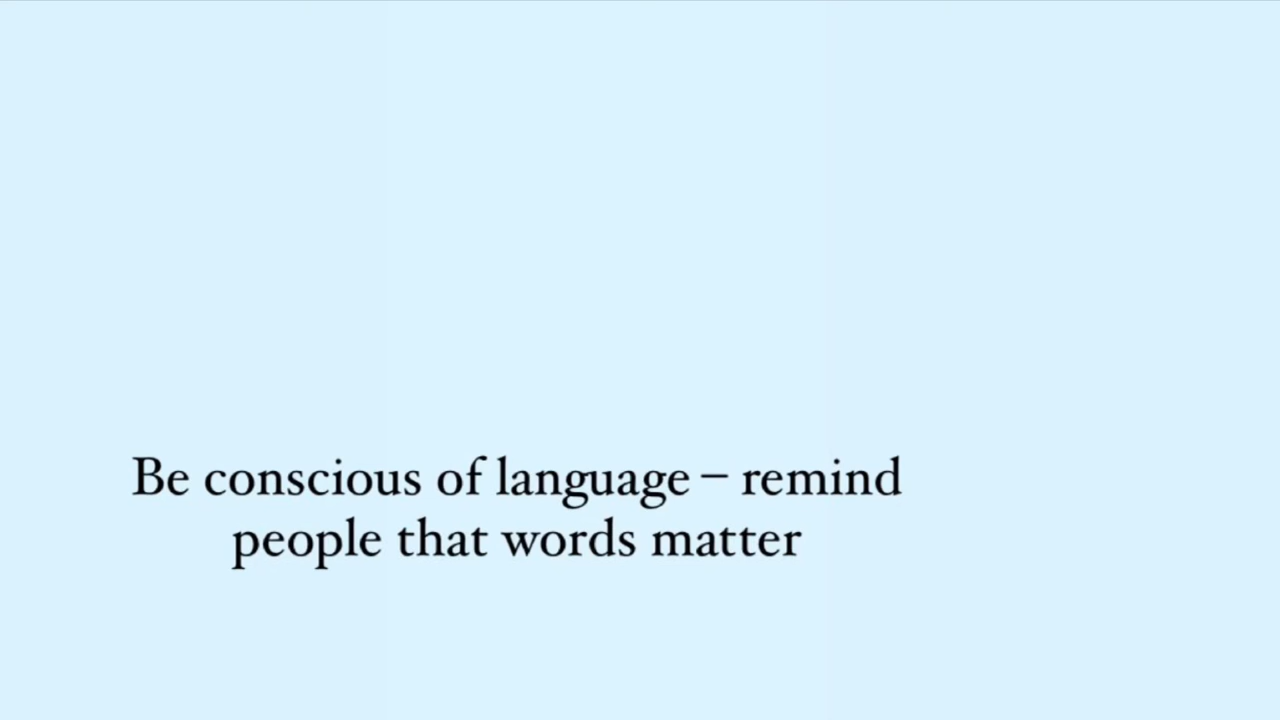 Be conscious of language – remind
people that words matter